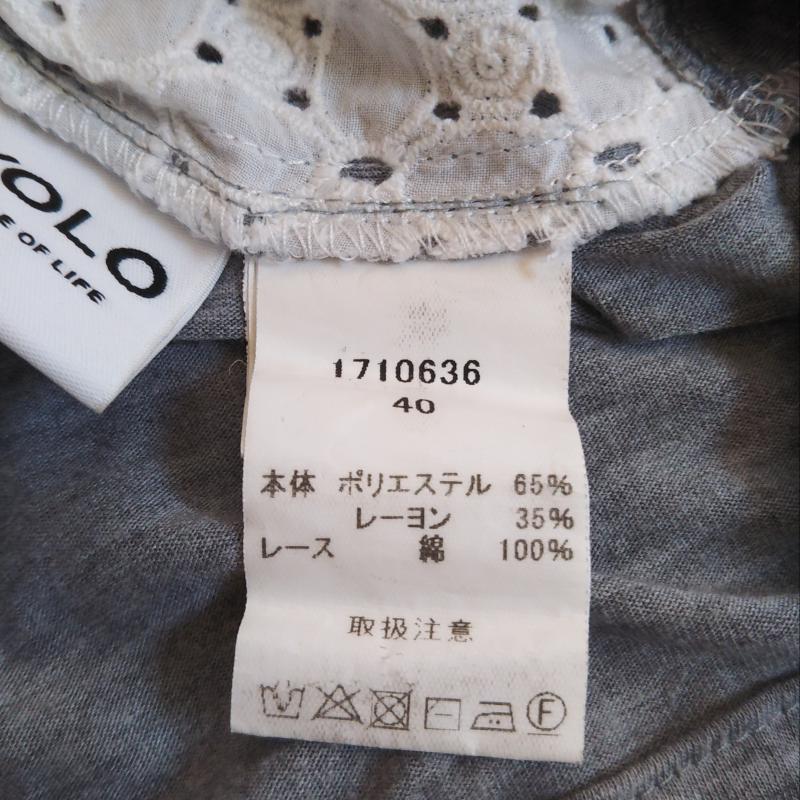 YOLO
E OF LIFE
1710636
40
本体 ポリエステル 65%
レーヨン 35%
レース 綿 100%
取扱注意
F